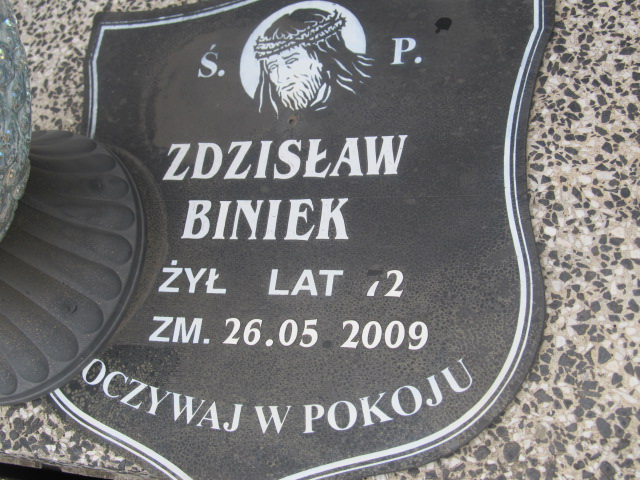 Ś. P.
ZDZISŁAW
BINIEK
ŻYŁ LAT 72
ZM. 26.05 2009
OCZYWAJ W POKOJU